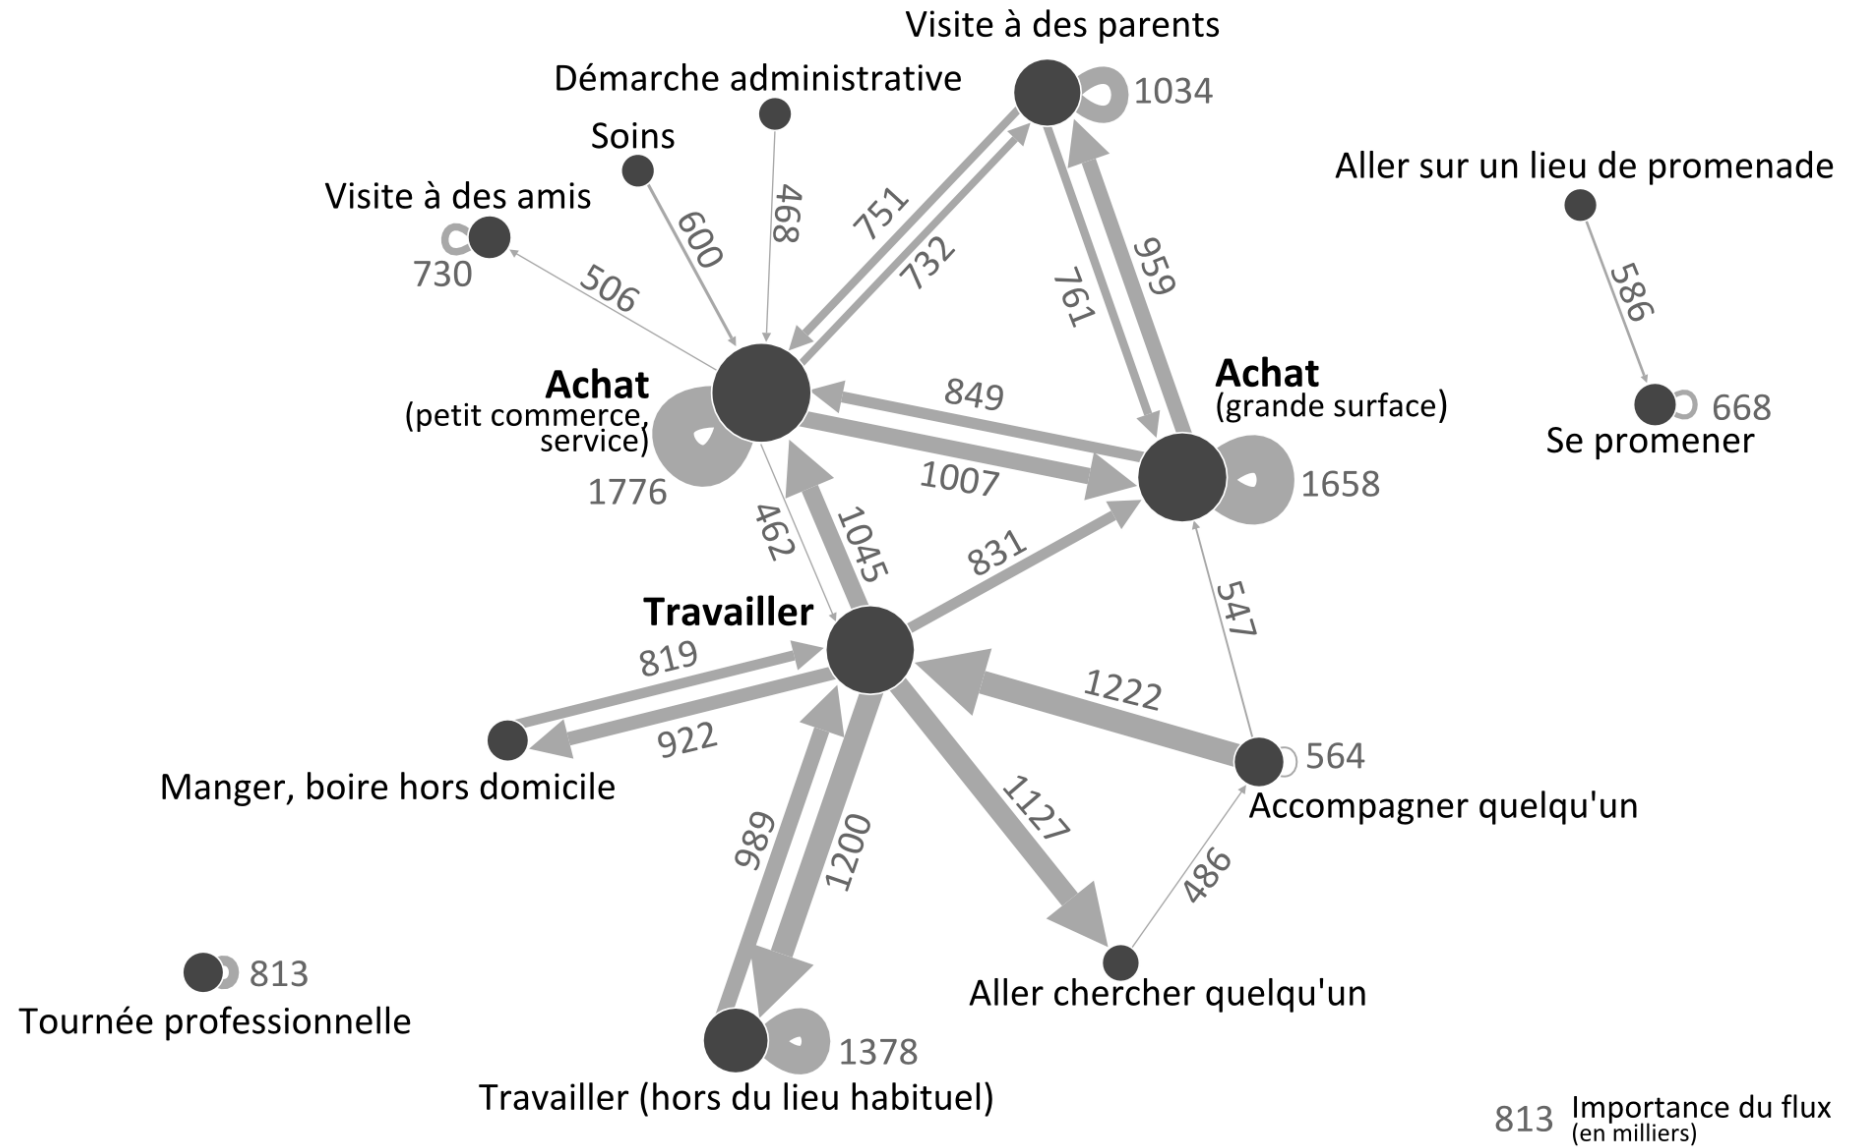 Visite à des parents
1034
Démarche administrative
Soins
Visite à des amis
730
506
600
468
751
732
761
959
Aller sur un lieu de promenade
586
668
Se promener
Achat
(petit commerce,
service)
1776
849
1007
Achat
(grande surface)
1658
462
1045
831
547
Travailler
819
922
Manger, boire hors domicile
1222
564
Accompagner quelqu'un
989
1200
1127
486
Aller chercher quelqu'un
813
Tournée professionnelle
1378
Travailler (hors du lieu habituel)
813 Importance du flux
(en milliers)